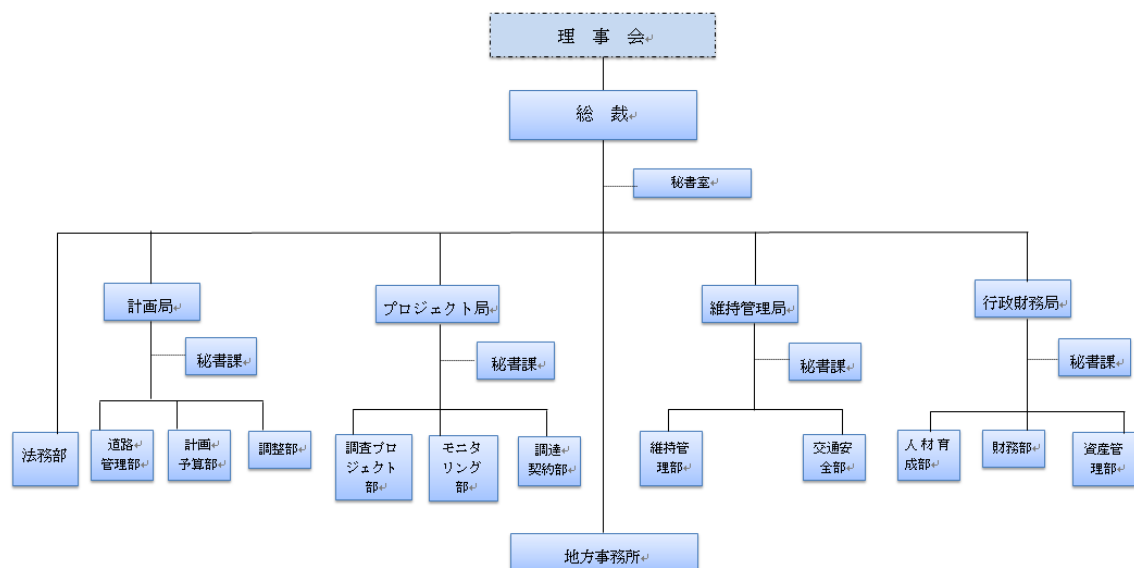 理 事 会
総 裁
秘書室
計画局
プロジェクト局
維持管理局
行政財務局
秘書課
秘書課
秘書課
秘書課
法務部
道路
管理部
計画
予算部
調整部
調査プロ
ジェクト
部
モニタ
リング
部
調達
契約部
維持管
理部
交通安
全部
人材育
成部
財務部
資産管
理部
地方事務所